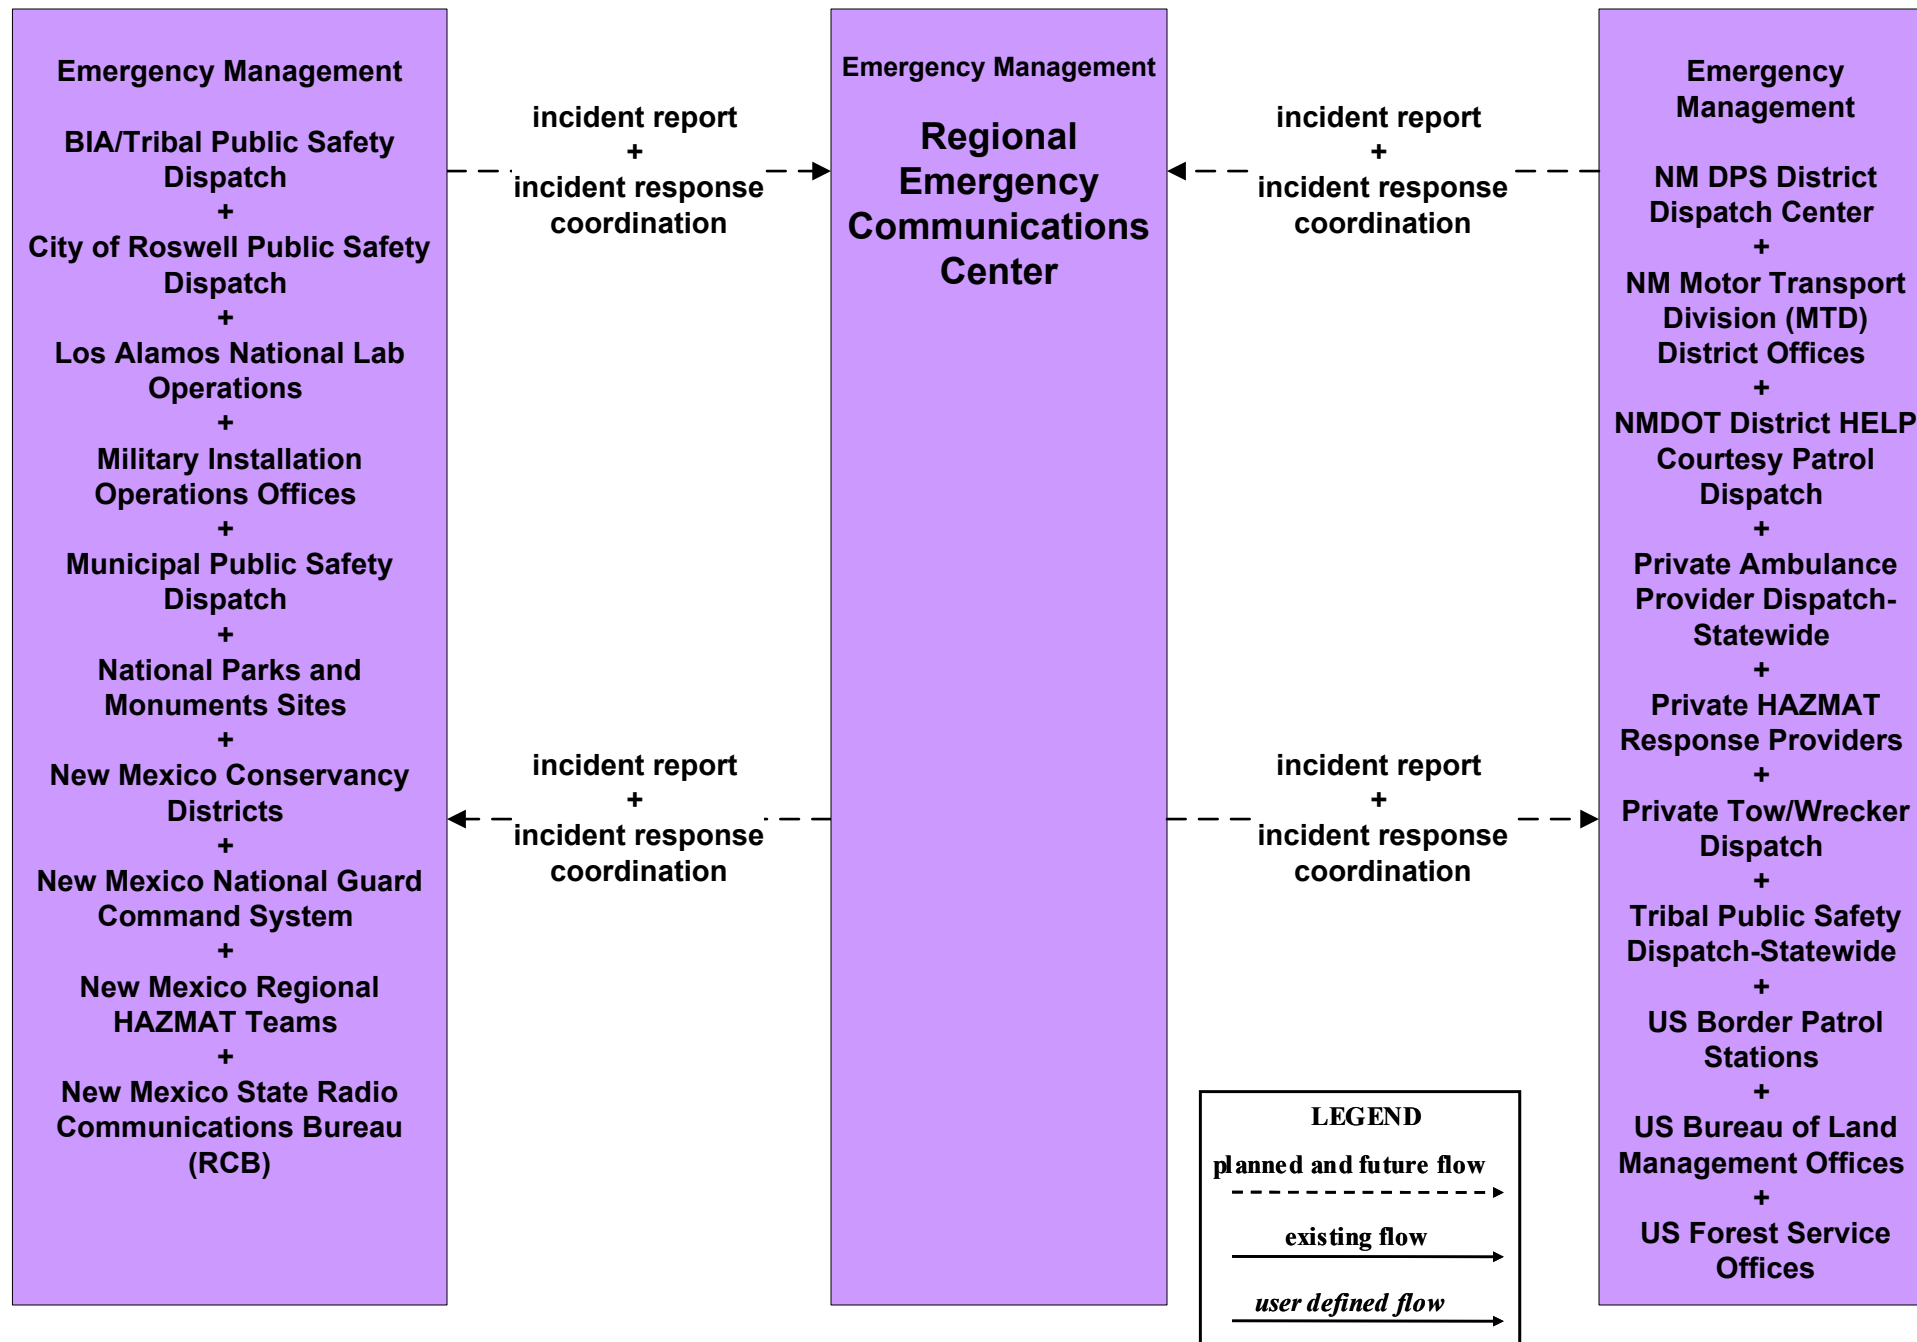 Emergency Management
BIA/Tribal Public Safety
Dispatch
+
City of Roswell Public Safety
Dispatch
+
Los Alamos National Lab
Operations
+
Military Installation
Operations Offices
+
Municipal Public Safety
Dispatch
+
National Parks and
Monuments Sites
+
New Mexico Conservancy
Districts
+
New Mexico National Guard
Command System
+
New Mexico Regional
HAZMAT Teams
+
New Mexico State Radio
Communications Bureau
(RCB)
incident report
+
incident response
coordination
incident report
+
incident response
coordination
Emergency Management
Regional
Emergency
Communications
Center
incident report
+
incident response
coordination
incident report
+
incident response
coordination
Emergency
Management
NM DPS District
Dispatch Center
+
NM Motor Transport
Division (MTD)
District Offices
+
NMDOT District HELP
Courtesy Patrol
Dispatch
+
Private Ambulance
Provider Dispatch-
Statewide
+
Private HAZMAT
Response Providers
+
Private Tow/Wrecker
Dispatch
+
Tribal Public Safety
Dispatch-Statewide
+
US Border Patrol
Stations
+
US Bureau of Land
Management Offices
+
US Forest Service
Offices
LEGEND
planned and future flow
existing flow
user defined flow